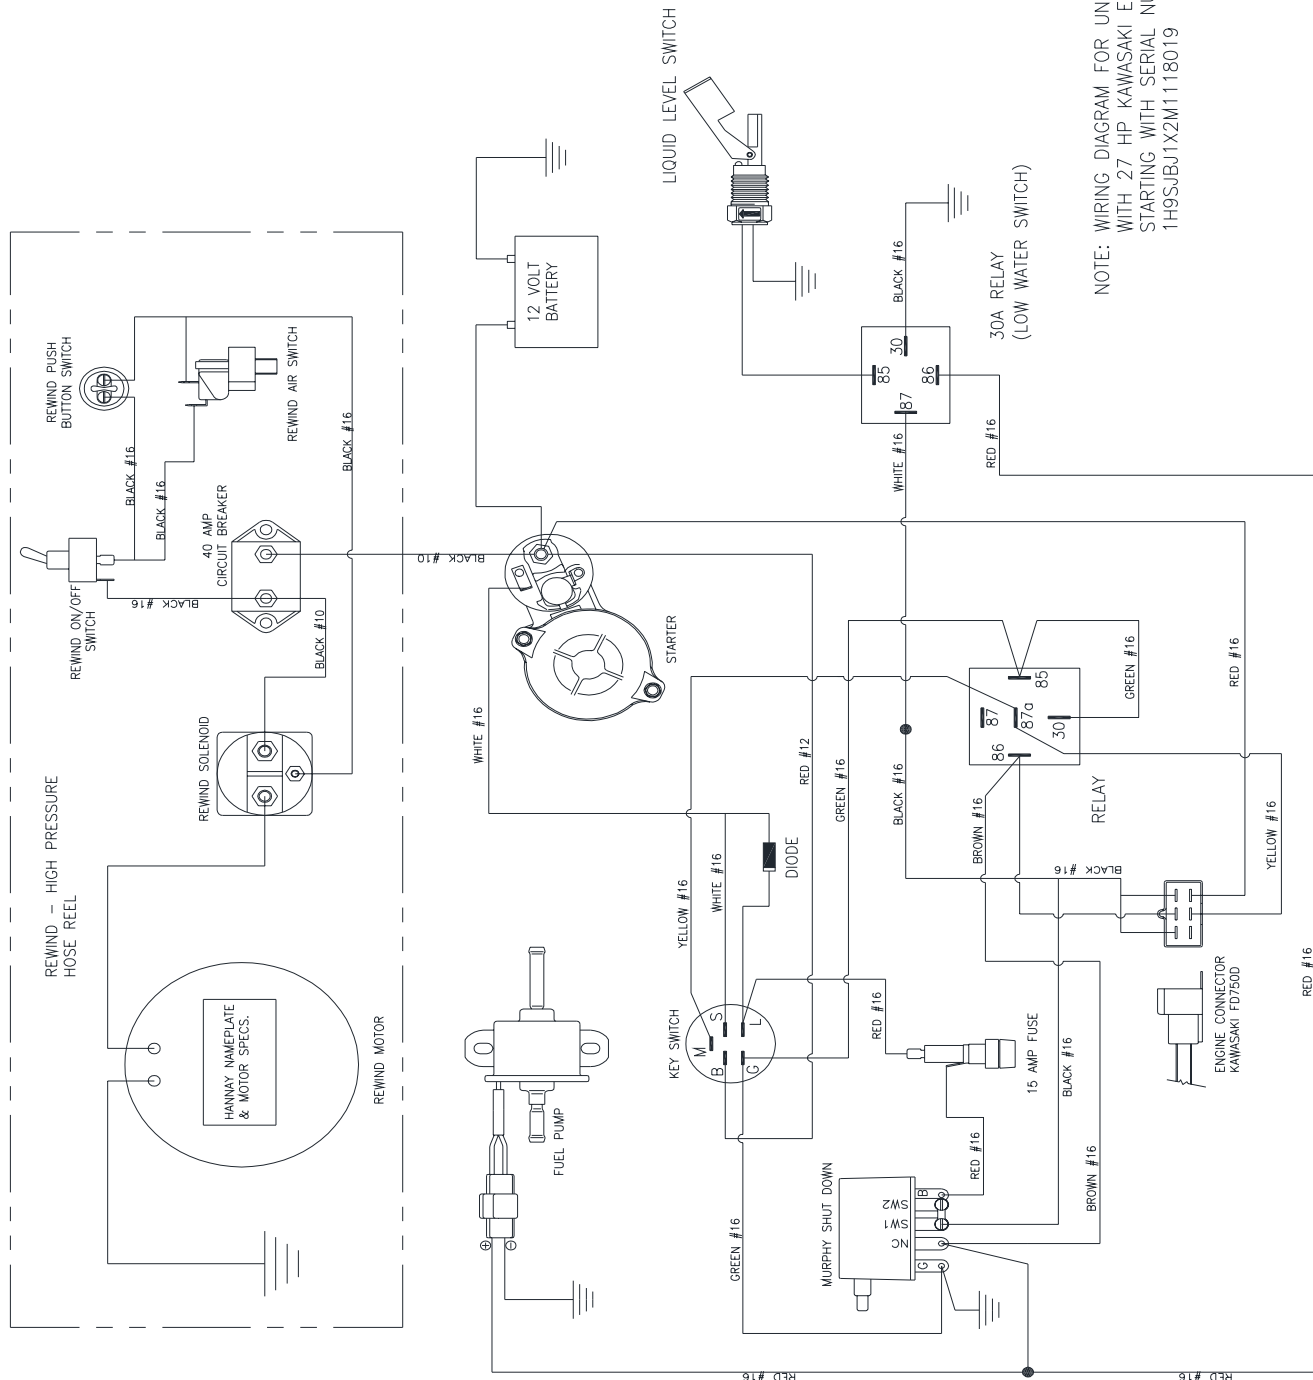 REWIND - HIGH PRESSURE
HOSE REEL
HANNAY NAMEPLATE
& MOTOR SPECS.
REWIND MOTOR
REWIND SOLENOID
BLACK #10
REWIND ON/OFF
SWITCH
BLACK #16
40 AMP
CIRCUIT BREAKER
BLACK #16
BLACK #16
REWIND PUSH
BUTTON SWITCH
REWIND AIR SWITCH
BLACK #16
BLACK #10
12 VOLT
BATTERY
STARTER
WHITE #16
LIQUID LEVEL SWITCH
30A RELAY
(LOW WATER SWITCH)
BLACK #16
30
85
86
87
WHITE #16
RED #16
NOTE: WIRING DIAGRAM FOR UN
WITH 27 HP KAWASAKI E
STARTING WITH SERIAL NU
1H9SJBJ1X2M1118019
FUEL PUMP
KEY SWITCH
M
S
B
L
G
YELLOW #16
WHITE #16
DIODE
RED #12
GREEN #16
BLACK #16
BROWN #16
RELAY
86
87
87a
85
30
GREEN #16
RED #16
YELLOW #16
BLACK #16
RED #16
15 AMP FUSE
BLACK #16
ENGINE CONNECTOR
KAWASAKI FD750D
RED #16
MURPHY SHUT DOWN
G
NC
SW1
SW2
B
RED #16
GREEN #16
BROWN #16
RED #16
RED #16